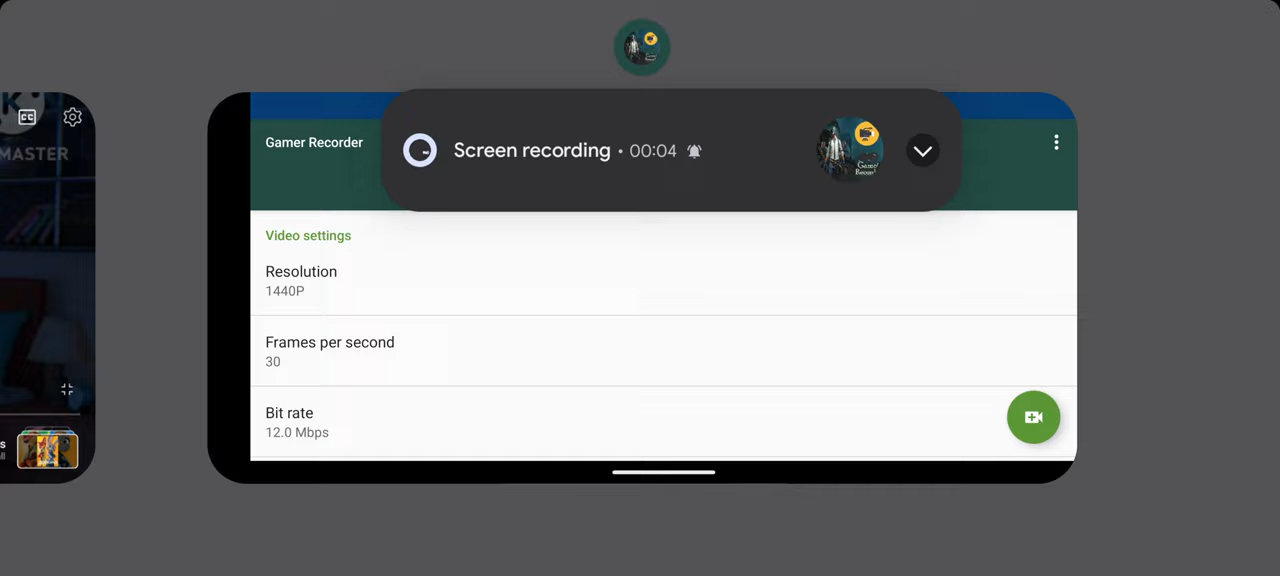 CC
MASTER
Gamer Recorder
Screen recording • 00:04
Video settings
Resolution
1440P
Frames per second
30
Bit rate
12.0 Mbps